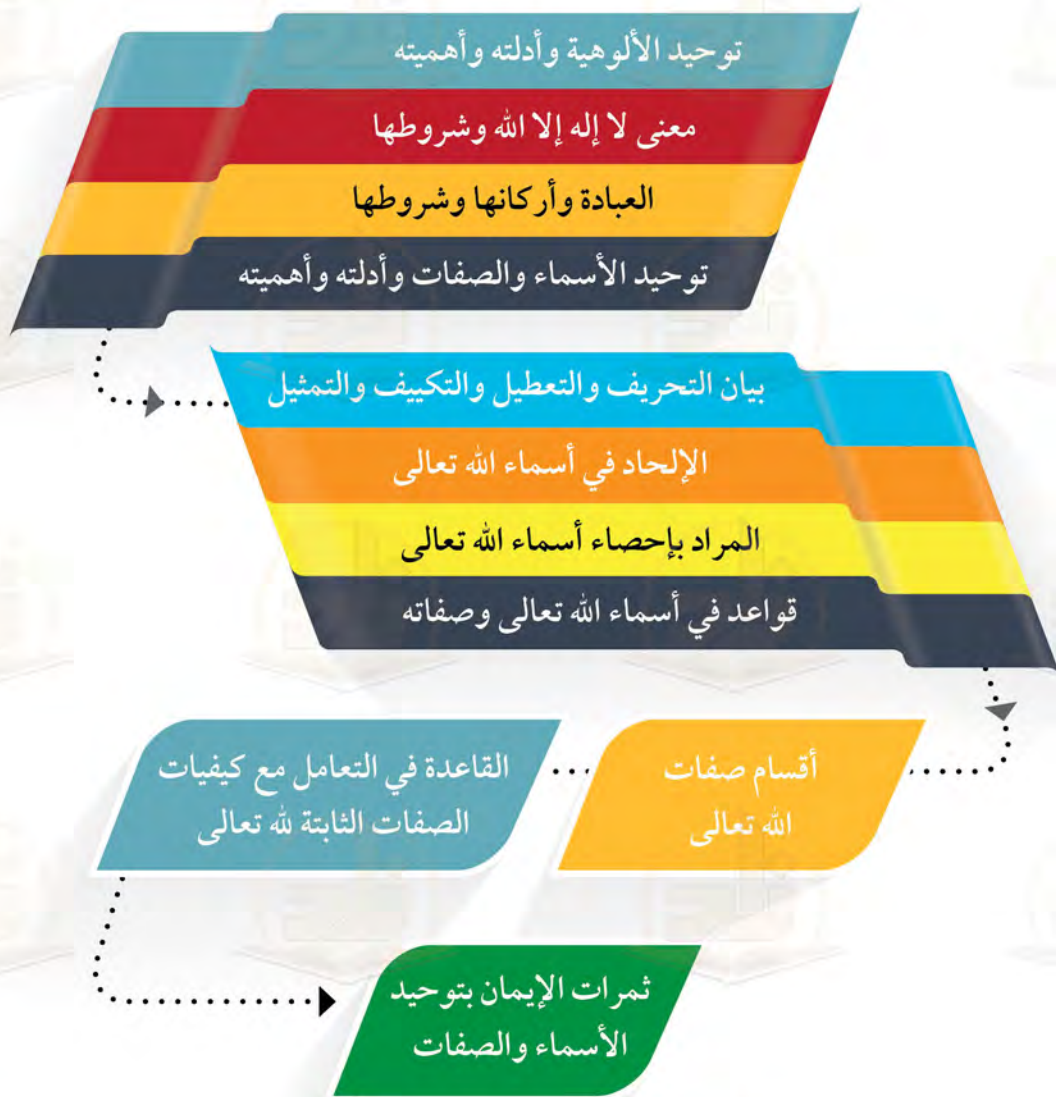 توحيد الألوهية وأدلته وأهميته
معنى لا إله إلا الله وشروطها
العبادة وأركانها وشروطها
توحيد الأسماء والصفات وأدلته وأهميته
بيان التحريف والتعطيل والتكييف والتمثيل
الإلحاد في أسماء الله تعالى
المراد بإحصاء أسماء الله تعالى
قواعد في أسماء الله تعالى وصفاته
أقسام صفات
الله تعالى
القاعدة في التعامل مع كيفيات
الصفات الثابتة لله تعالى
ثمرات الإيمان بتوحيد
الأسماء والصفات